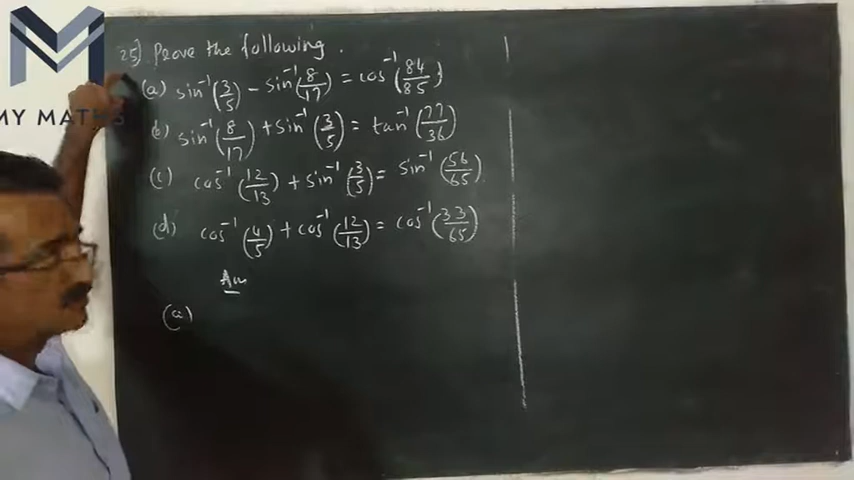 25) Prove the following.
(a) sin⁻¹(3/5) - sin⁻¹(8/17) = cos⁻¹(84/85)
(b) sin⁻¹(8/17) + sin⁻¹(3/5) = tan⁻¹(77/36)
(c) cos⁻¹(12/13) + sin⁻¹(3/5) = sin⁻¹(56/65)
(d) cos⁻¹(4/5) + cos⁻¹(12/13) = cos⁻¹(33/65)
Ans
(a)
M
MY MATHS